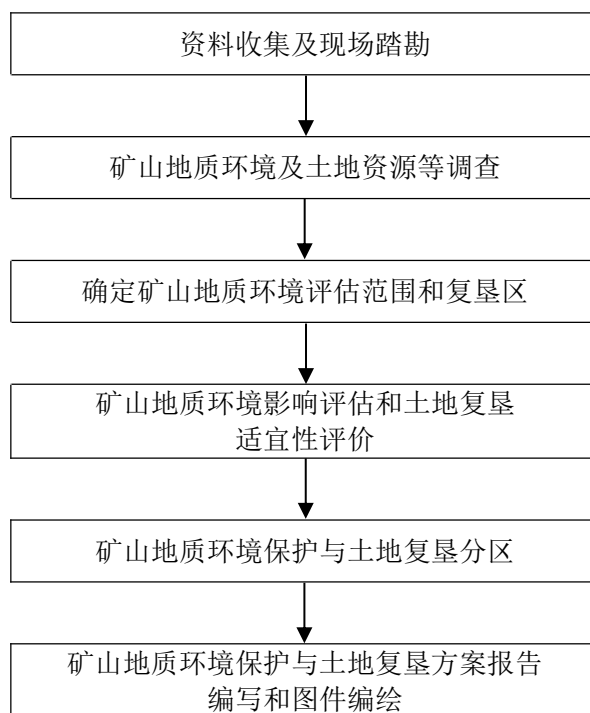 资料收集及现场踏勘
矿山地质环境及土地资源等调查
确定矿山地质环境评估范围和复垦区
矿山地质环境影响评估和土地复垦
适宜性评价
矿山地质环境保护与土地复垦分区
矿山地质环境保护与土地复垦方案报告
编写和图件编绘